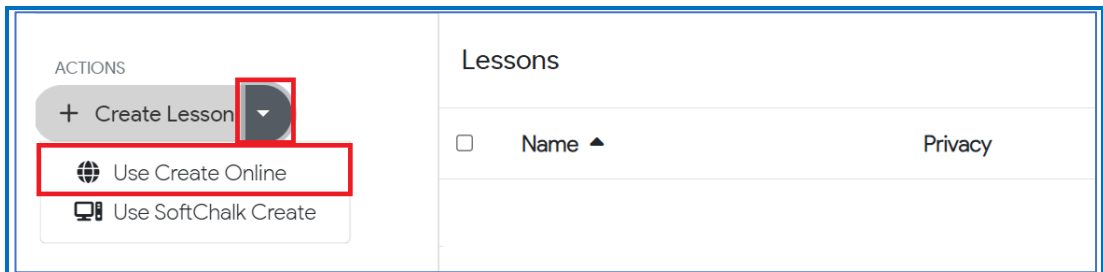 ACTIONS
+ Create Lesson
Use Create Online
Use SoftChalk Create
Lessons
Name
Privacy